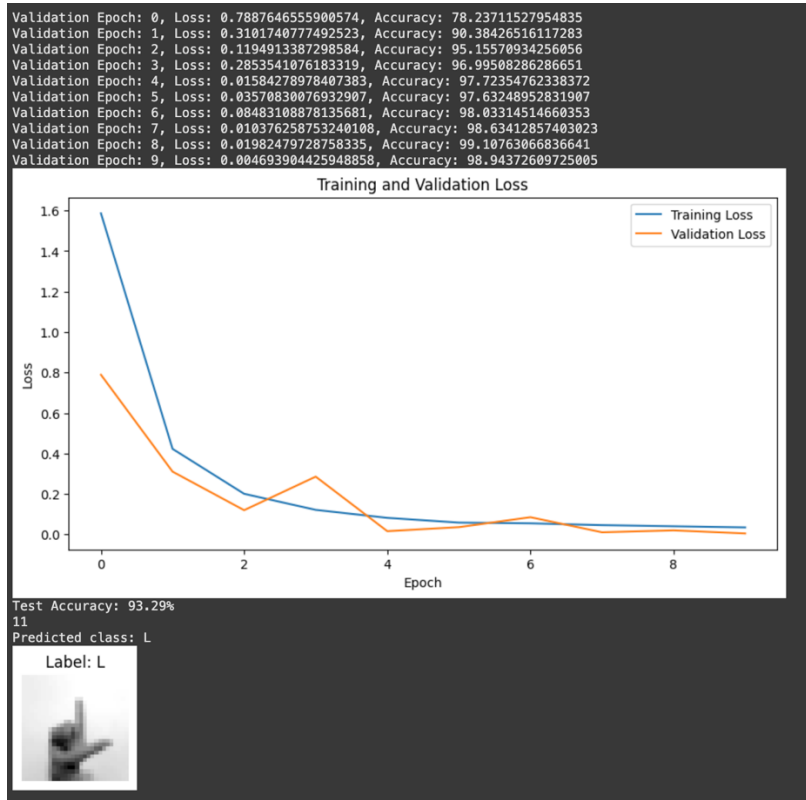 Validation Epoch: 0, Loss: 0.7887646555900574, Accuracy: 78.23711527954835
Validation Epoch: 1, Loss: 0.3101740777492523, Accuracy: 90.38426516117283
Validation Epoch: 2, Loss: 0.1194913387298584, Accuracy: 95.15570934256056
Validation Epoch: 3, Loss: 0.2853541076183319, Accuracy: 96.99508286286651
Validation Epoch: 4, Loss: 0.01584278978407383, Accuracy: 97.72354762338372
Validation Epoch: 5, Loss: 0.03570830076932907, Accuracy: 97.63248952831907
Validation Epoch: 6, Loss: 0.08483108878135681, Accuracy: 98.03314514660353
Validation Epoch: 7, Loss: 0.010376258753240108, Accuracy: 98.63412857403023
Validation Epoch: 8, Loss: 0.01982479728758335, Accuracy: 99.10763066836641
Validation Epoch: 9, Loss: 0.004693904425948858, Accuracy: 98.94372609725005
Training and Validation Loss
Training Loss
Validation Loss
1.6
1.4
1.2
1.0
0.8
0.6
0.4
0.2
0.0
Loss
0 2 4 6 8
Epoch
Test Accuracy: 93.29%
11
Predicted class: L
Label: L